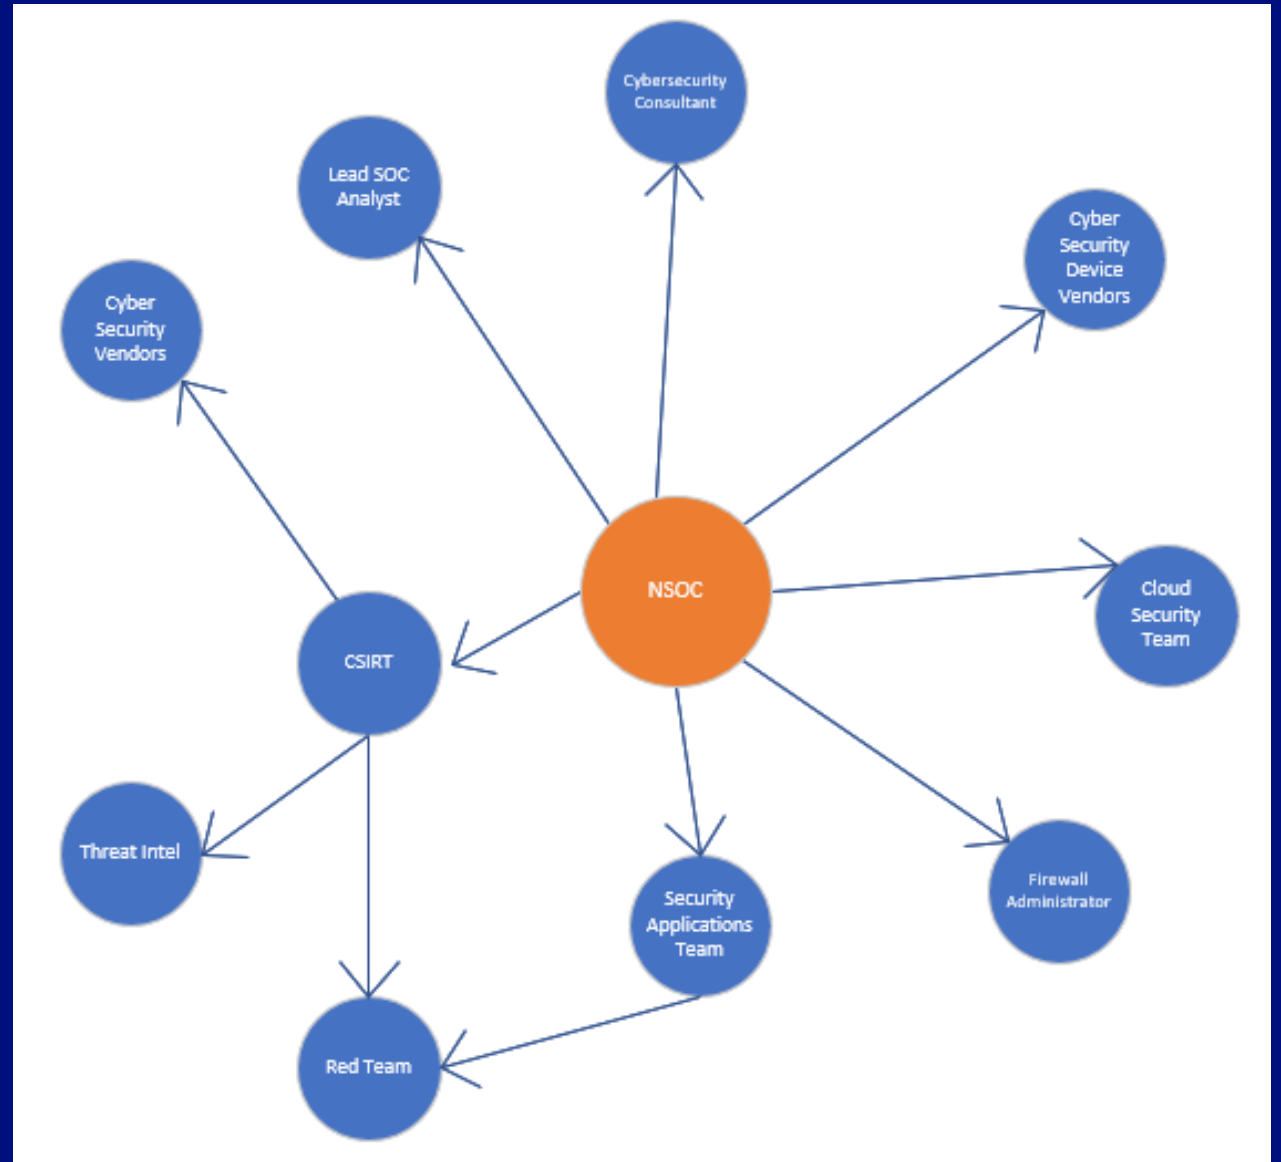 Cybersecurity
Consultant
Lead SOC
Analyst
Cyber
Security
Device
Vendors
Cyber
Security
Vendors
NSOC
Cloud
Security
Team
CSIRT
Threat Intel
Security
Applications
Team
Firewall
Administrator
Red Team